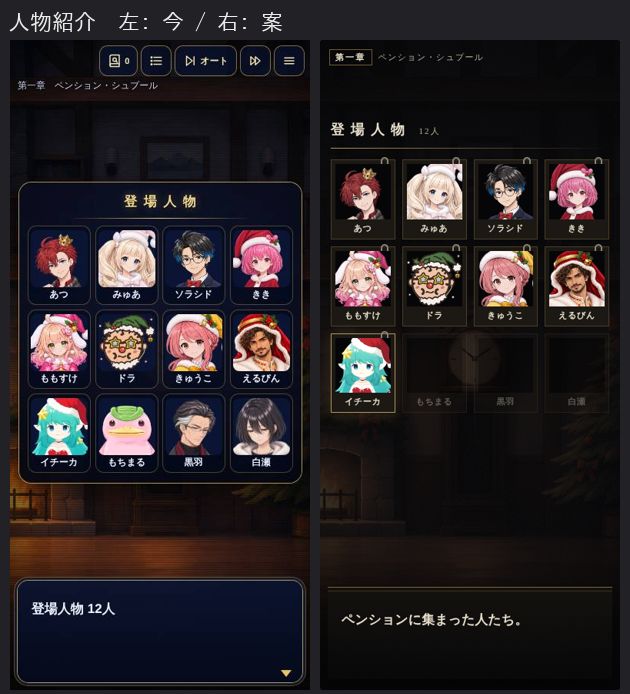 人物紹介　左: 今 / 右: 案
0
オート
第一章　ペンション・シュプール
登場人物
あつ
みゅあ
ソラシド
きき
ももすけ
ドラ
きゅうこ
えるびん
イチーカ
もちまる
黒羽
白瀬
登場人物 12人
第一章　ペンション・シュプール
登場人物　12人
あつ
みゅあ
ソラシド
きき
ももすけ
ドラ
きゅうこ
えるびん
イチーカ
もちまる
黒羽
白瀬
ペンションに集まった人たち。